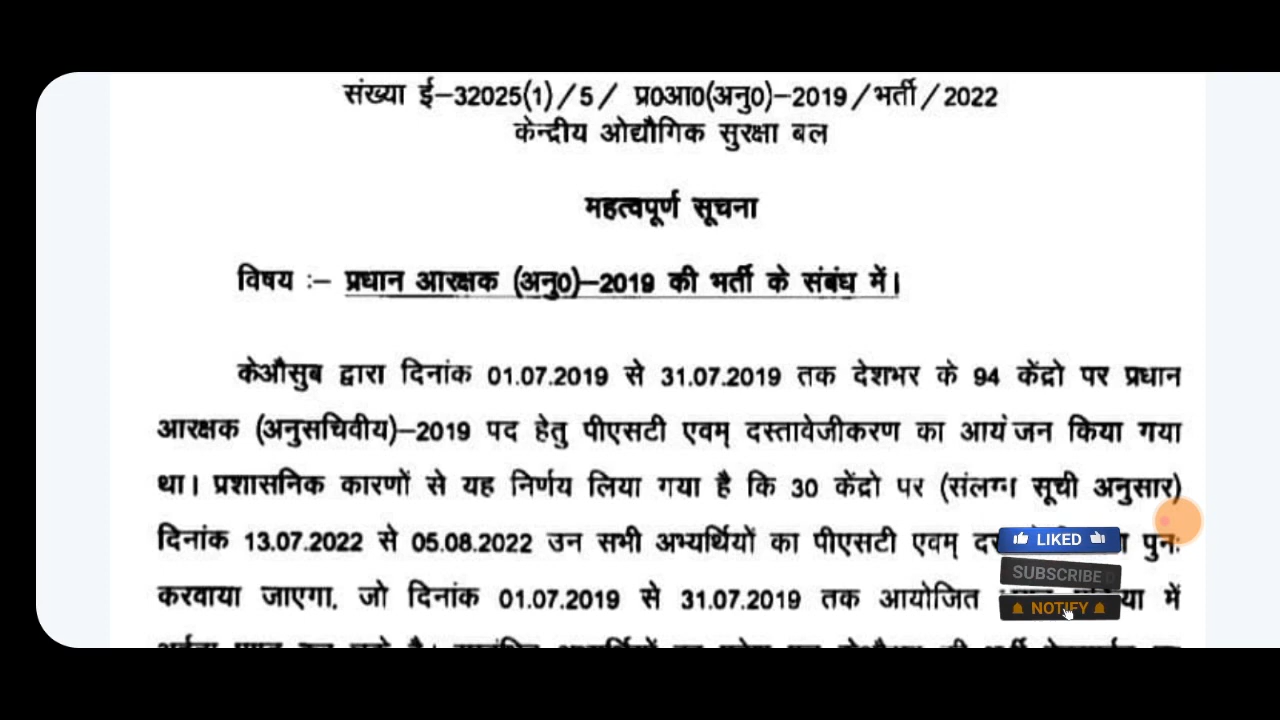 संख्या ई–32025(1)/5/ प्र0आ0(अनु0)–2019/भर्ती/2022
केन्द्रीय ओद्यौगिक सुरक्षा बल
महत्वपूर्ण सूचना
विषय :– प्रधान आरक्षक (अनु0)–2019 की भर्ती के संबंध में।
केऔसुब द्वारा दिनांक 01.07.2019 से 31.07.2019 तक देशभर के 94 केंद्रो पर प्रधान
आरक्षक (अनुसचिवीय)–2019 पद हेतु पीएसटी एवम् दस्तावेजीकरण का आयोजन किया गया
था। प्रशासनिक कारणों से यह निर्णय लिया गया है कि 30 केंद्रो पर (संलग्न सूची अनुसार)
दिनांक 13.07.2022 से 05.08.2022 उन सभी अभ्यर्थियों का पीएसटी एवम् पुनः
करवाया जाएगा, जो दिनांक 01.07.2019 से 31.07.2019 तक आयोजित में
LIKED
SUBSCRIBE
NOTIFY